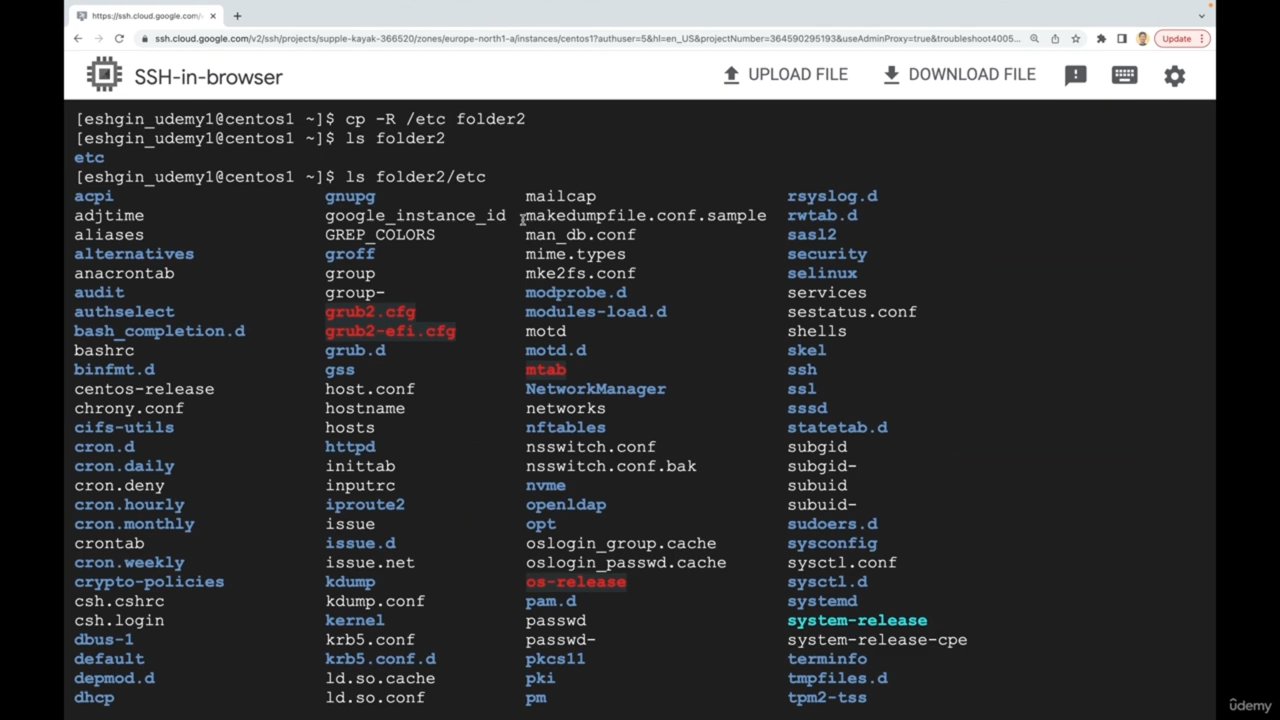 https://ssh.cloud.google.com/v
ssh.cloud.google.com/v2/ssh/projects/supple-kayak-366520/zones/europe-north1-a/instances/centos1?authuser=5&hl=en_US&projectNumber=364590295193&useAdminProxy=true&troubleshoot4005... Update
SSH-in-browser UPLOAD FILE DOWNLOAD FILE
[eshgin_udemy1@centos1 ~]$ cp -R /etc folder2
[eshgin_udemy1@centos1 ~]$ ls folder2
etc
[eshgin_udemy1@centos1 ~]$ ls folder2/etc
acpi gnupg mailcap rsyslog.d
adjtime google_instance_id makedumpfile.conf.sample rwtab.d
aliases GREP_COLORS man_db.conf sasl2
alternatives groff mime.types security
anacrontab group mke2fs.conf selinux
audit group- modprobe.d services
authselect grub2.cfg modules-load.d sestatus.conf
bash_completion.d grub2-efi.cfg motd shells
bashrc grub.d motd.d skel
binfmt.d gss mtab ssh
centos-release host.conf NetworkManager ssl
chrony.conf hostname networks sssd
cifs-utils hosts nftables statetab.d
cron.d httpd nsswitch.conf subgid
cron.daily inittab nsswitch.conf.bak subgid-
cron.deny inputrc nvme subuid
cron.hourly iproute2 openldap subuid-
cron.monthly issue opt sudoers.d
crontab issue.d oslogin_group.cache sysconfig
cron.weekly issue.net oslogin_passwd.cache sysctl.conf
crypto-policies kdump os-release sysctl.d
csh.cshrc kdump.conf pam.d systemd
csh.login kernel passwd system-release
dbus-1 krb5.conf passwd- system-release-cpe
default krb5.conf.d pkcs11 terminfo
depmod.d ld.so.cache pki tmpfiles.d
dhcp ld.so.conf pm tpm2-tss
ûdemy